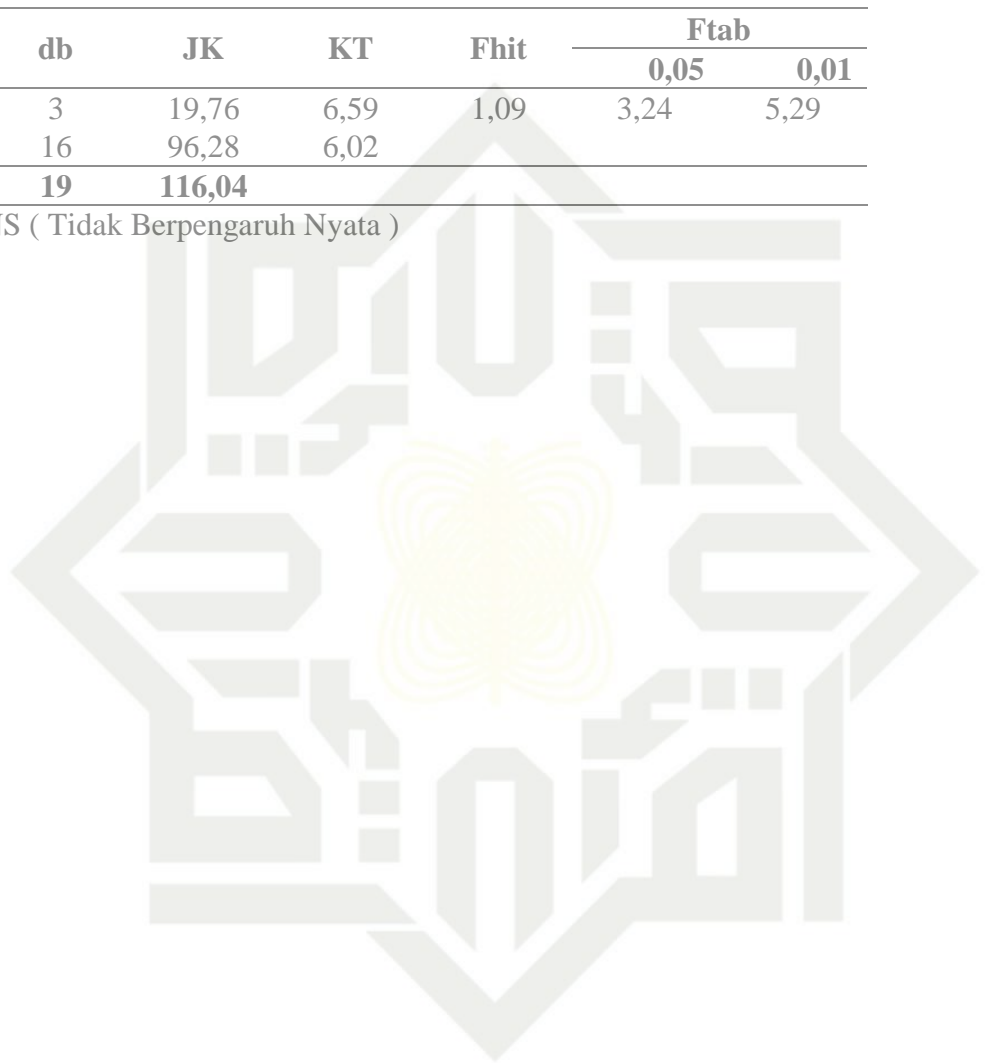 db JK KT Fhit Ftab
0,05 0,01
3 19,76 6,59 1,09 3,24 5,29
16 96,28 6,02
19 116,04
NS ( Tidak Berpengaruh Nyata )